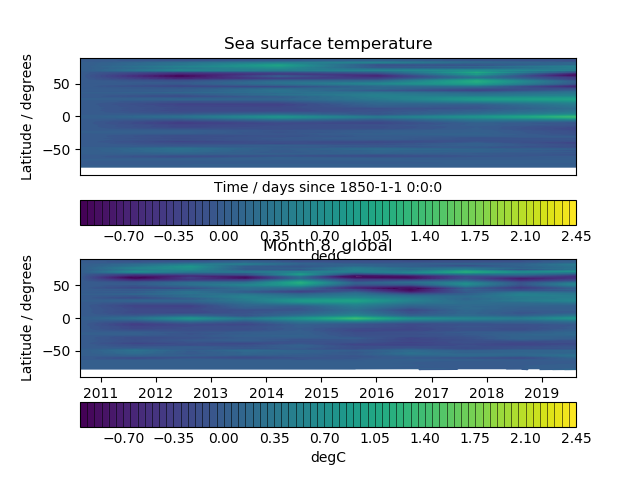 Sea surface temperature
Latitude / degrees
50
0
−50
Time / days since 1850-1-1 0:0:0
−0.70 −0.35 0.00 0.35 0.70 1.05 1.40 1.75 2.10 2.45
degC
Month 8, global
Latitude / degrees
50
0
−50
2011 2012 2013 2014 2015 2016 2017 2018 2019
−0.70 −0.35 0.00 0.35 0.70 1.05 1.40 1.75 2.10 2.45
degC